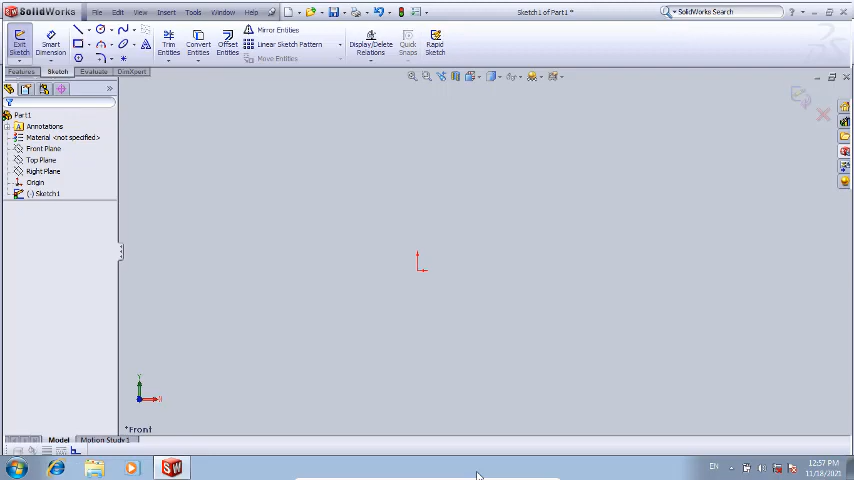 SolidWorks File Edit View Insert Tools Window Help Sketch1 of Part1 * SolidWorks Search ?
Exit Sketch Smart Dimension Trim Entities Convert Entities Offset Entities Mirror Entities Linear Sketch Pattern Move Entities Display/Delete Relations Quick Snaps Rapid Sketch
Features Sketch Evaluate DimXpert
Part1
A Annotations
Material <not specified>
Front Plane
Top Plane
Right Plane
Origin
(-) Sketch1
Y
X
*Front
Model Motion Study 1
SW EN 12:57 PM
11/18/2021